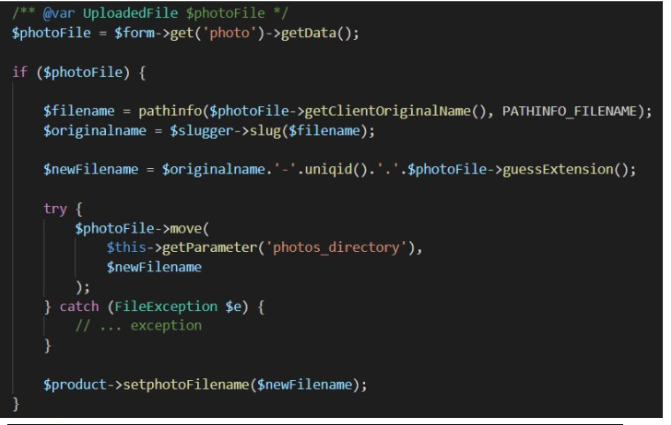 /** @var UploadedFile $photoFile */
$photoFile = $form->get('photo')->getData();
if ($photoFile) {
$filename = pathinfo($photoFile->getClientOriginalName(), PATHINFO_FILENAME);
$originalname = $slugger->slug($filename);
$newFilename = $originalname.'-'.uniqid().'.'.$photoFile->guessExtension();
try {
$photoFile->move(
$this->getParameter('photos_directory'),
$newFilename
);
} catch (FileException $e) {
// ... exception
}
$product->setphotoFilename($newFilename);
}